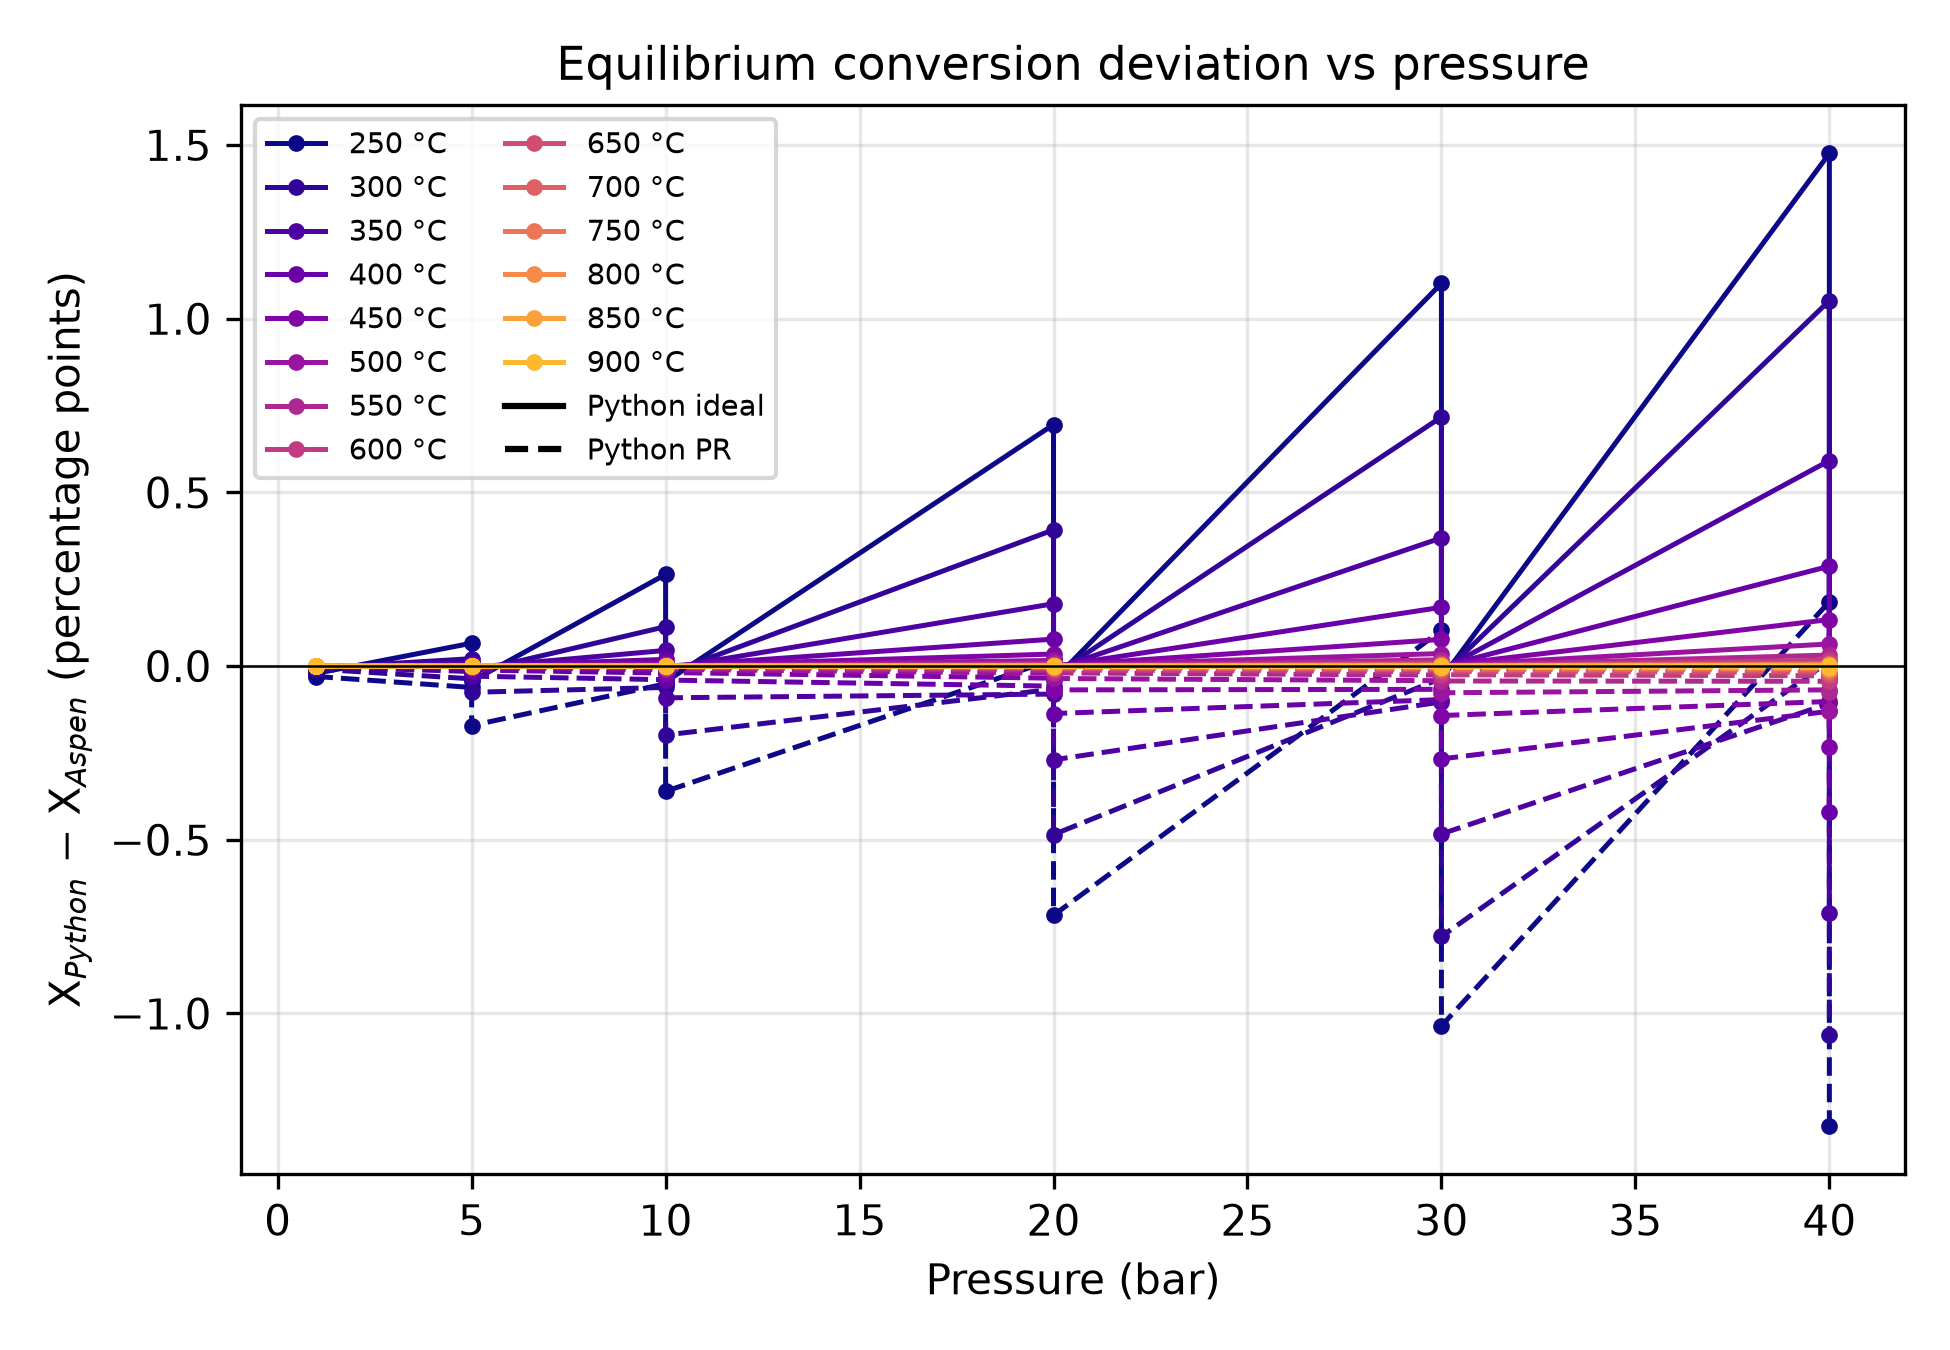 Equilibrium conversion deviation vs pressure
250 °C
300 °C
350 °C
400 °C
450 °C
500 °C
550 °C
600 °C
650 °C
700 °C
750 °C
800 °C
850 °C
900 °C
Python ideal
Python PR
1.5
1.0
0.5
0.0
−0.5
−1.0
X_Python − X_Aspen (percentage points)
0 5 10 15 20 25 30 35 40
Pressure (bar)